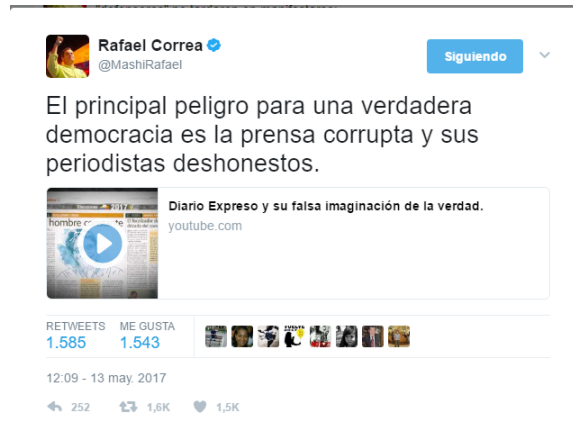 Rafael Correa
@MashiRafael
Siguiendo
El principal peligro para una verdadera
democracia es la prensa corrupta y sus
periodistas deshonestos.
2017
hombre
Diario Expreso y su falsa imaginación de la verdad.
youtube.com
RETWEETS ME GUSTA
1.585 1.543
12:09 - 13 may. 2017
252 1,6K 1,5K